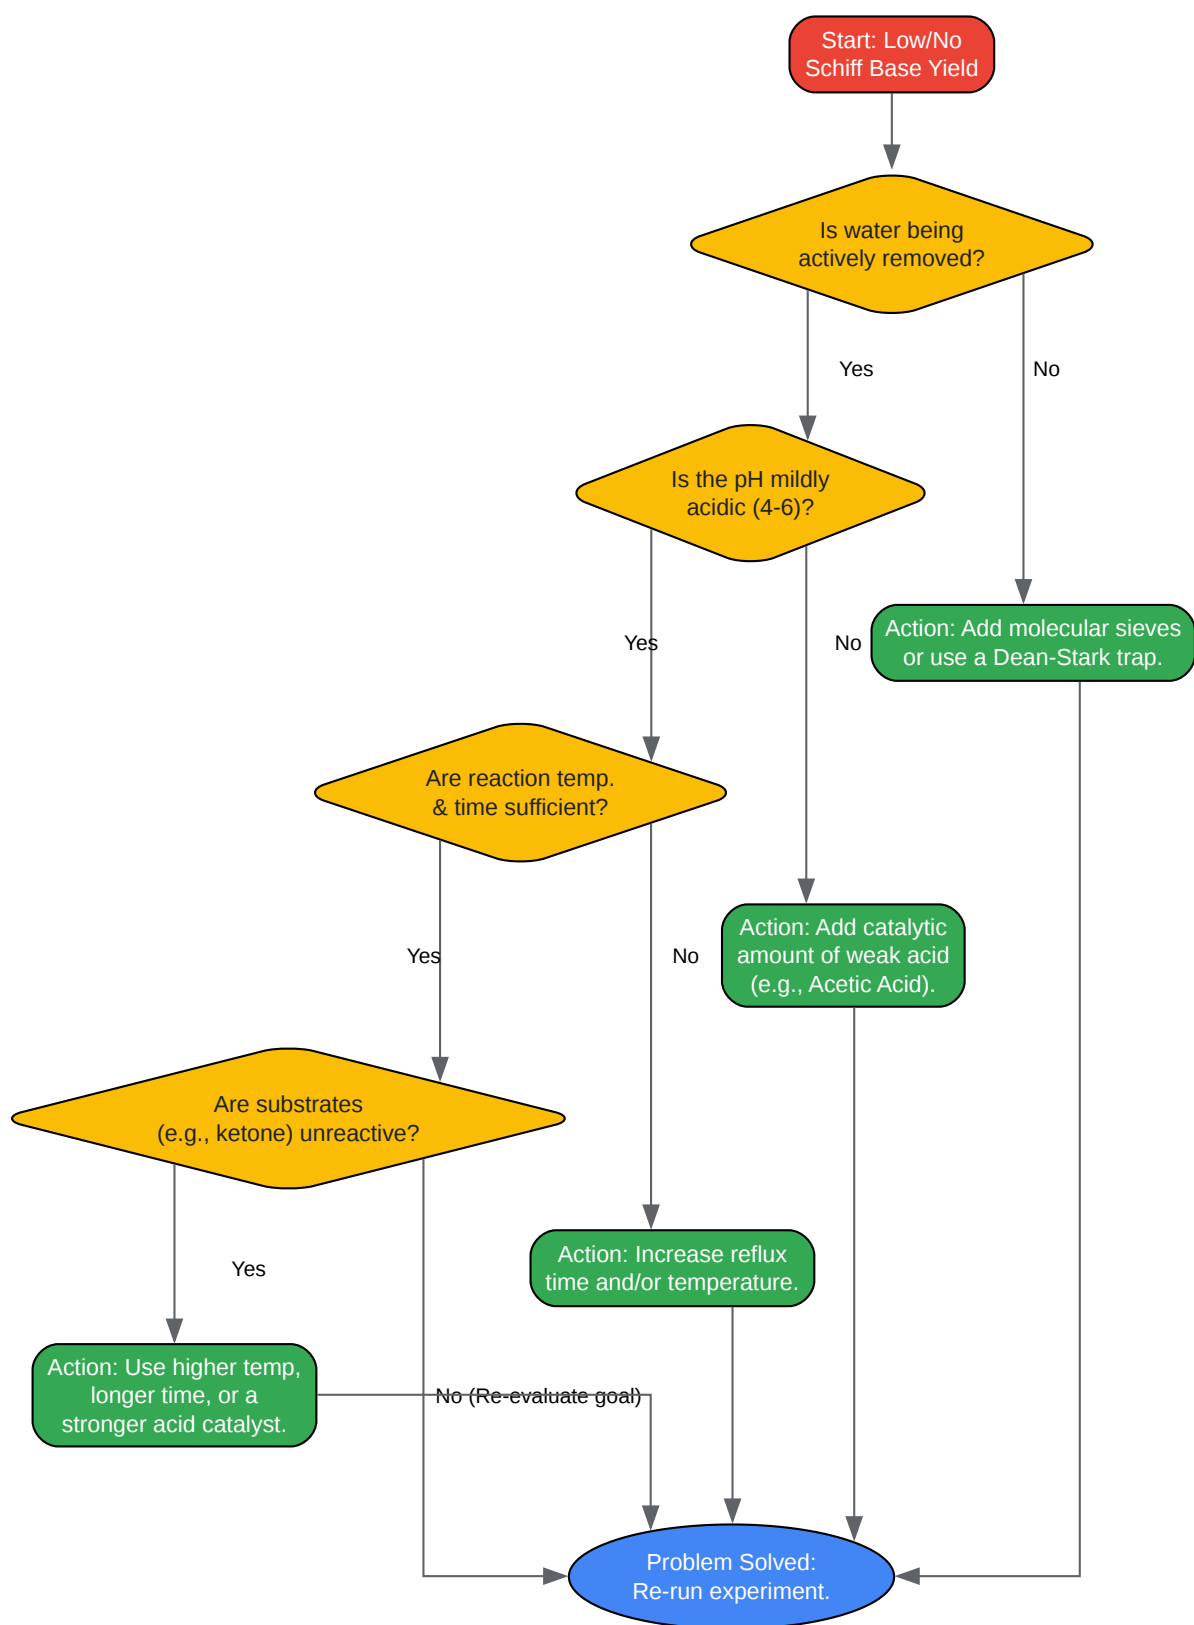 Start: Low/No
Schiff Base Yield
Is water being
actively removed?
Yes
No
Is the pH mildly
acidic (4-6)?
Action: Add molecular sieves
or use a Dean-Stark trap.
Yes
No
Are reaction temp.
& time sufficient?
Action: Add catalytic
amount of weak acid
(e.g., Acetic Acid).
Yes
No
Are substrates
(e.g., ketone) unreactive?
Action: Increase reflux
time and/or temperature.
Yes
Action: Use higher temp,
longer time, or a
stronger acid catalyst.
No (Re-evaluate goal)
Problem Solved:
Re-run experiment.